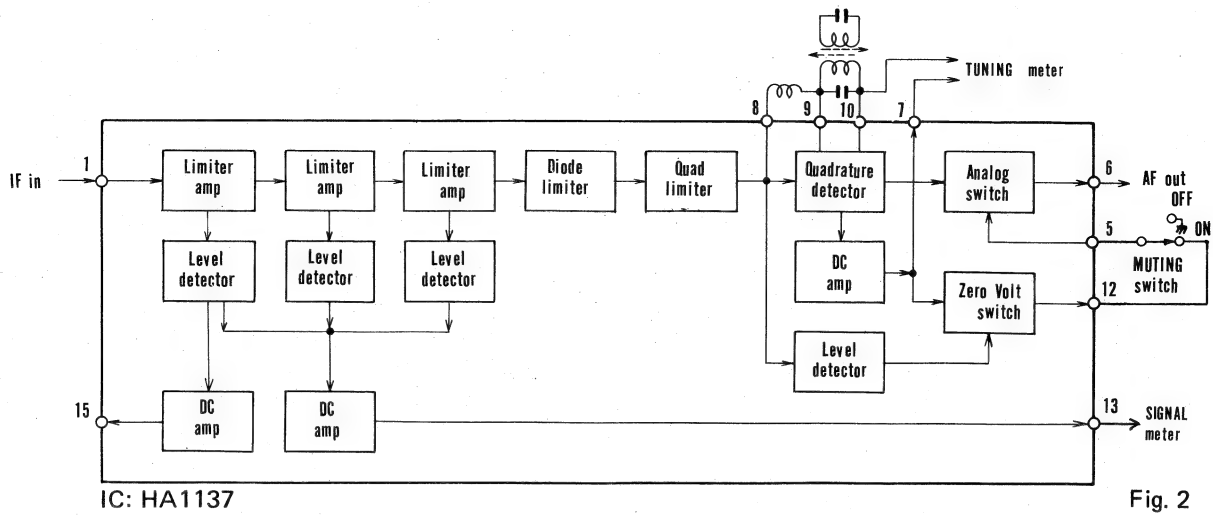 8
9
10
7
TUNING meter
1
IF in
Limiter
amp
Limiter
amp
Limiter
amp
Diode
limiter
Quad
limiter
Quadrature
detector
Analog
switch
6
AF out
OFF
ON
5
MUTING
switch
12
Level
detector
Level
detector
Level
detector
DC
amp
Zero Volt
switch
Level
detector
15
DC
amp
DC
amp
13
SIGNAL
meter
IC: HA1137
Fig. 2